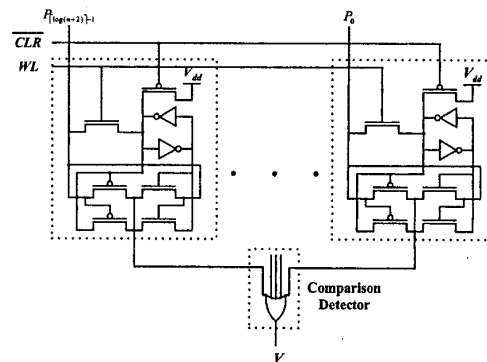 P⌈log(n+2)⌉-1
P0
CLR
WL
Vdd
Vdd
Comparison
Detector
V